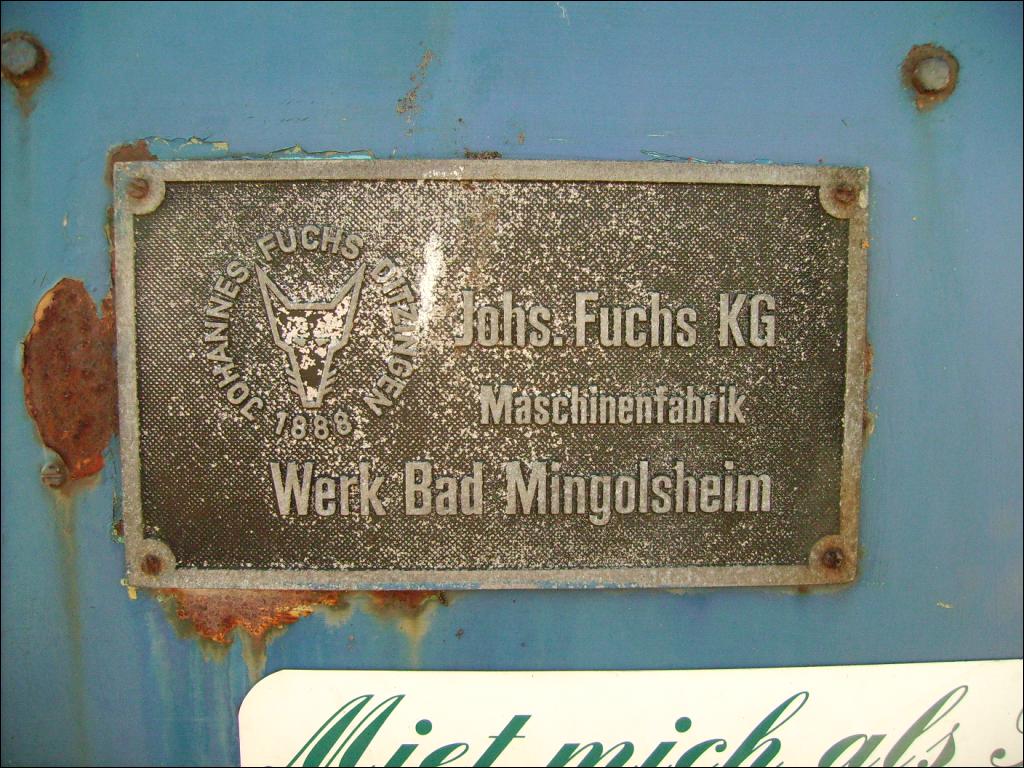 JOHANNES FUCHS DITZINGEN
1888
Johs. Fuchs KG
Maschinenfabrik
Werk Bad Mingolsheim
Miet mich als